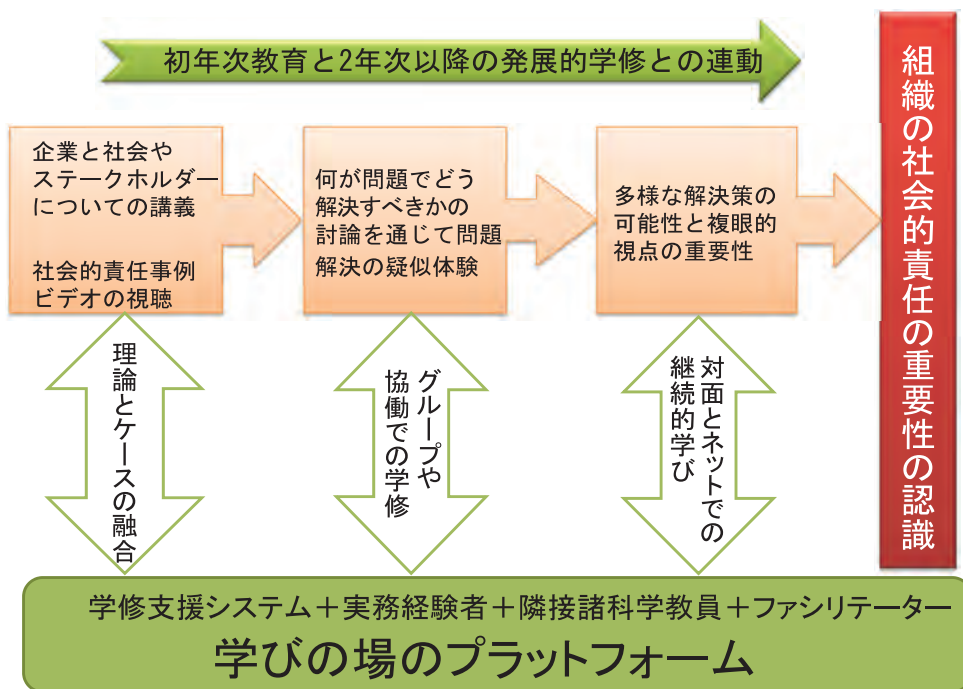 初年次教育と2年次以降の発展的学修との連動
企業と社会や
ステークホルダー
についての講義
社会的責任事例
ビデオの視聴
何が問題でどう
解決すべきかの
討論を通じて問題
解決の疑似体験
多様な解決策の
可能性と複眼的
視点の重要性
組織の社会的責任の重要性の認識
理論とケースの融合
グループや
協働での学修
対面とネットでの
継続的学び
学修支援システム＋実務経験者＋隣接諸科学教員＋ファシリテーター
学びの場のプラットフォーム